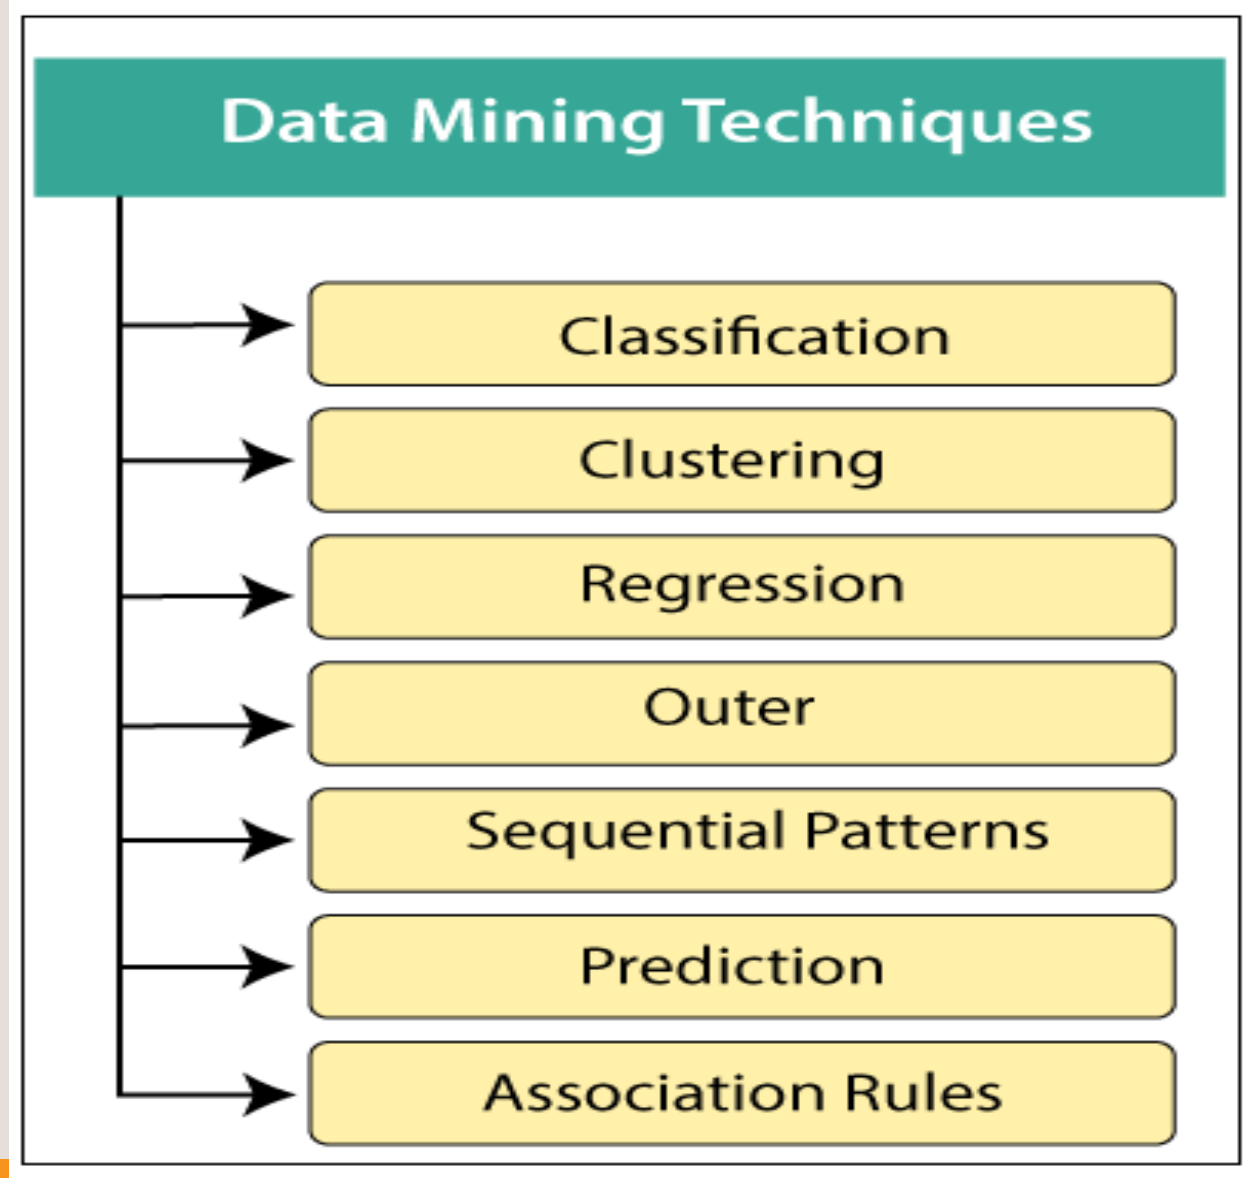 Data Mining Techniques
Classification
Clustering
Regression
Outer
Sequential Patterns
Prediction
Association Rules